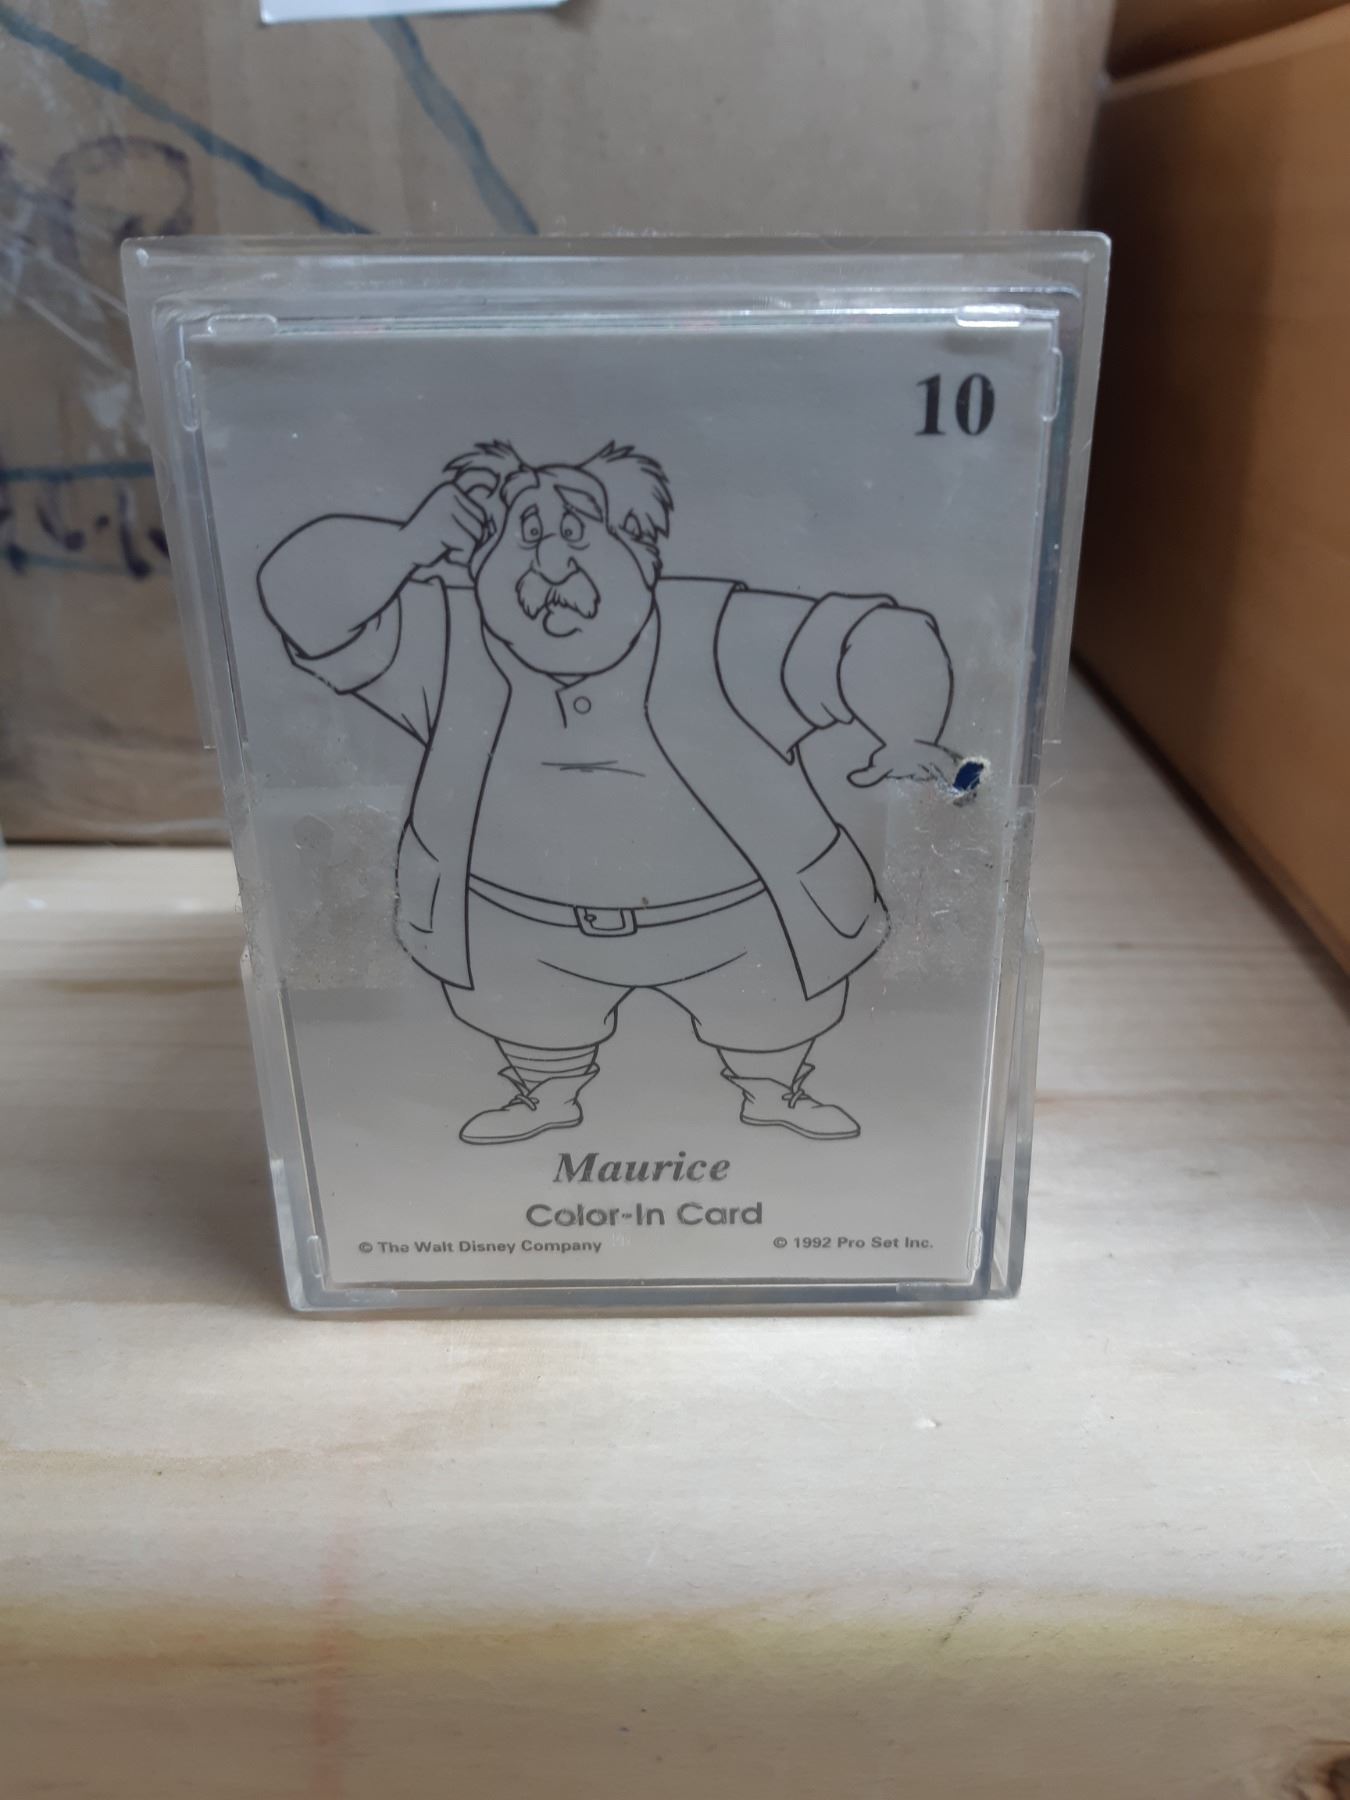 10
Maurice
Color-In Card
© The Walt Disney Company
© 1992 Pro Set Inc.